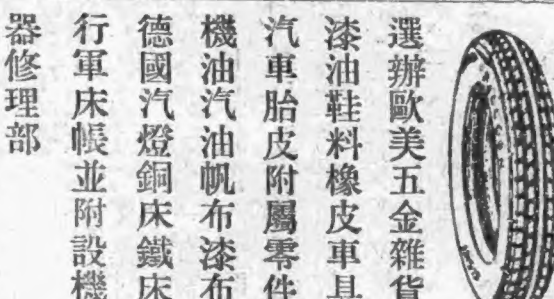 選辦歐美五金雜貨
漆油鞋料橡皮車具
汽車胎皮附屬零件
機油汽油帆布漆布
德國汽燈銅床鐵床
行軍床帳並附設機
器修理部